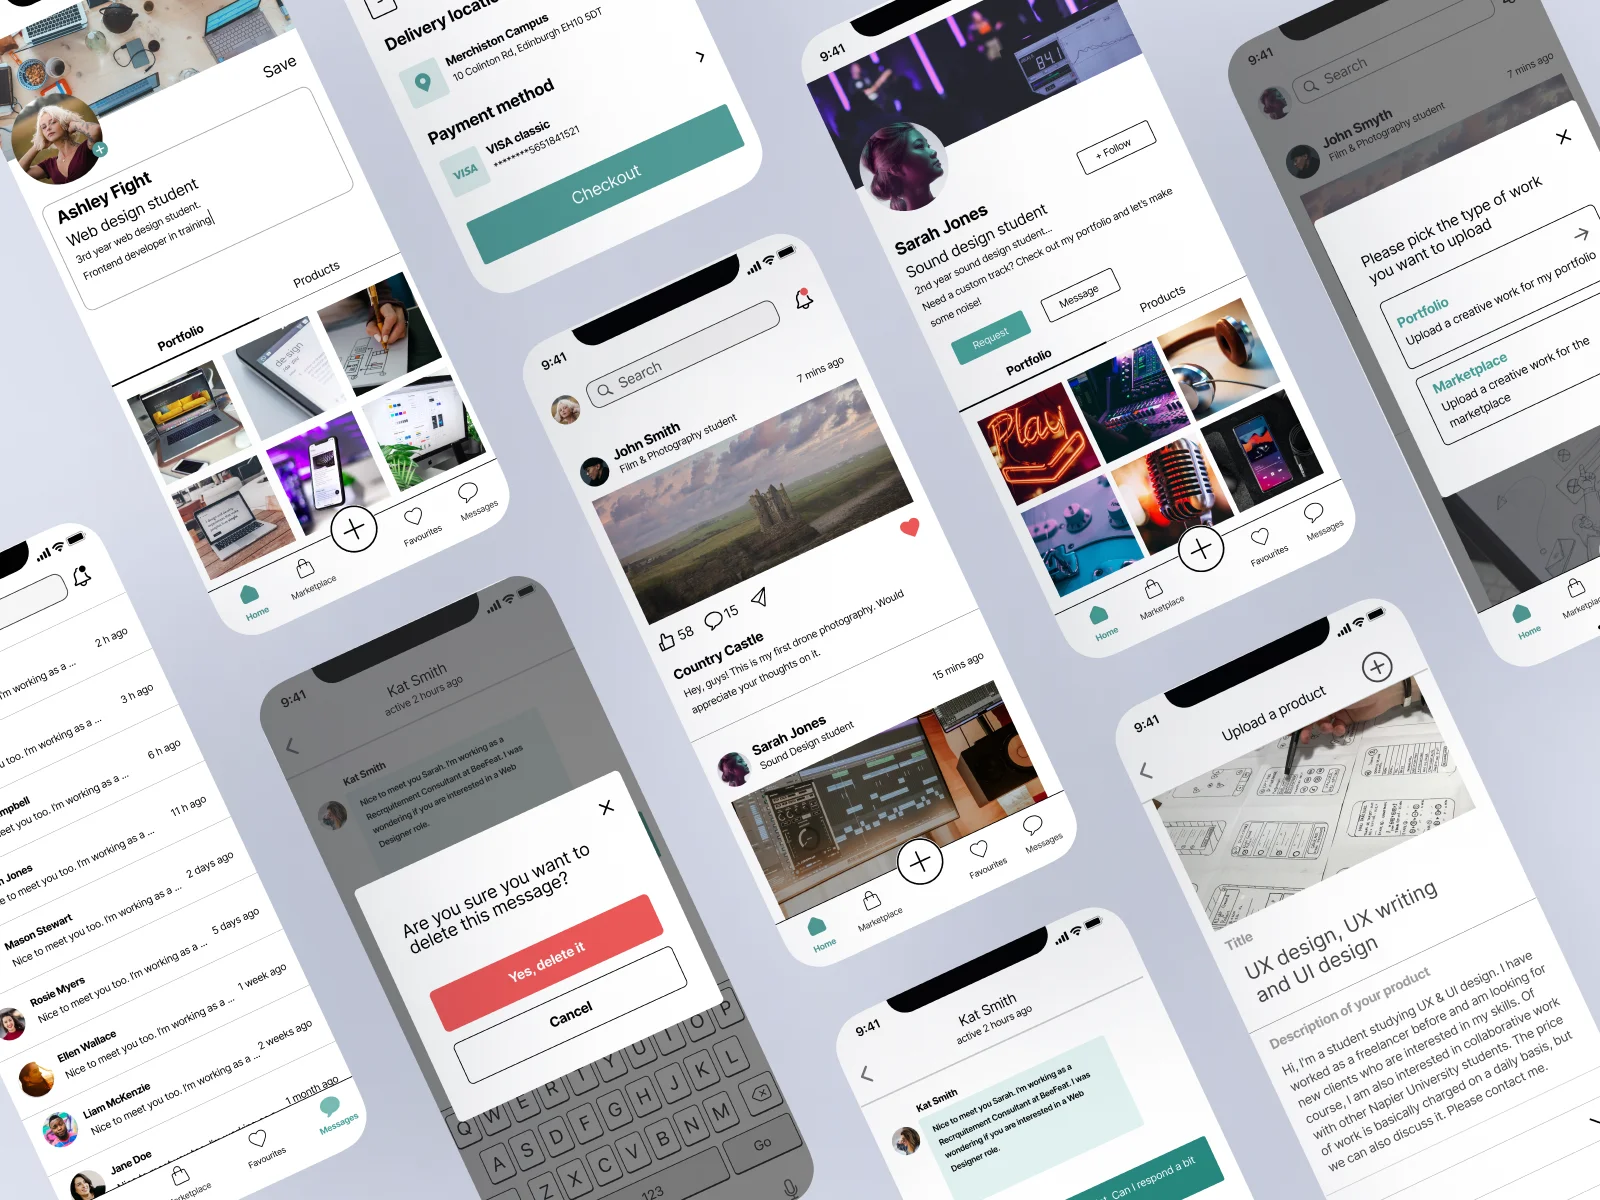 Save
Ashley Fight
Web design student
3rd year web design student.
Frontend developer in training
Portfolio
Products
de·sign
Home
Marketplace
Favourites
Messages
Delivery locatio
Merchiston Campus
10 Colinton Rd, Edinburgh EH10 5DT
Payment method
VISA
VISA classic
********5651841521
Checkout
9:41
84.1
+ Follow
Sarah Jones
Sound design student
2nd year sound design student...
Need a custom track? Check out my portfolio and let's make
some noise!
Request
Message
Portfolio
Products
Play
Home
Marketplace
Favourites
Messages
9:41
Search
7 mins ago
John Smyth
Film & Photography student
Please pick the type of work
you want to upload
Portfolio
Upload a creative work for my portfolio
Marketplace
Upload a creative work for the
marketplace
Home
Marketplac
9:41
Search
7 mins ago
John Smith
Film & Photography student
58
15
Country Castle
Hey, guys! This is my first drone photography. Would
appreciate your thoughts on it.
15 mins ago
Sarah Jones
Sound Design student
Home
Marketplace
Favourites
Messages
2 h ago
I'm working as a ...
3 h ago
u too. I'm working as a ...
6 h ago
you too. I'm working as a ...
mpbell
11 h ago
eet you too. I'm working as a ...
Jones
2 days ago
e to meet you too. I'm working as a ...
Mason Stewart
5 days ago
Nice to meet you too. I'm working as a ...
Rosie Myers
1 week ago
Nice to meet you too. I'm working as a ...
Ellen Wallace
2 weeks ago
Nice to meet you too. I'm working as a ...
Liam McKenzie
1 month ago
Nice to meet you too. I'm working as a ...
Jane Doe
rketplace
Favourites
Messages
9:41
Kat Smith
active 2 hours ago
Kat Smith
Nice to meet you Sarah. I'm working as a
Recrquitement Consultant at BeeFeat. I was
wondering if you are interested in a Web
Designer role.
Are you sure you want to
delete this message?
Yes, delete it
Cancel
Q W E R T Y U I O P
A S D F G H J K L
Z X C V B N M
123
Go
9:41
Kat Smith
active 2 hours ago
Kat Smith
Nice to meet you Sarah. I'm working as a
Recrquitement Consultant at BeeFeat. I was
wondering if you are interested in a Web
Designer role.
Can I respond a bit
9:41
Upload a product
Title
UX design, UX writing
and UI design
Description of your product
Hi, I'm a student studying UX & UI design. I have
worked as a freelancer before and am looking for
new clients who are interested in my skills. Of
course, I am also interested in collaborative work
with other Napier University students. The price
of work is basically charged on a daily basis, but
we can also discuss it. Please contact me.